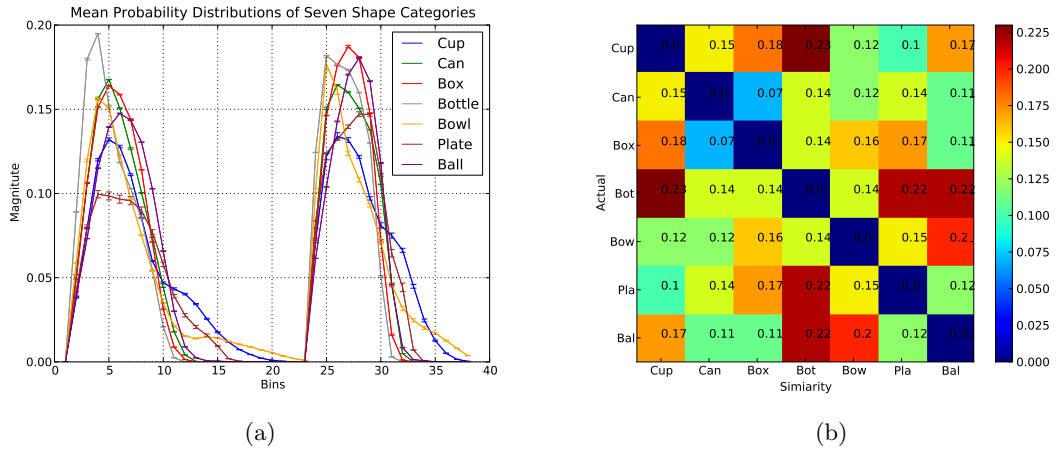 Mean Probability Distributions of Seven Shape Categories
0.20
0.15
0.10
0.05
0.00
Magnitute
0 5 10 15 20 25 30 35 40
Bins
Cup
Can
Box
Bottle
Bowl
Plate
Ball
(a)
Actual
Cup 0.0 0.15 0.18 0.23 0.12 0.1 0.17
Can 0.15 0.0 0.07 0.14 0.12 0.14 0.11
Box 0.18 0.07 0.0 0.14 0.16 0.17 0.11
Bot 0.23 0.14 0.14 0.0 0.14 0.22 0.22
Bow 0.12 0.12 0.16 0.14 0.0 0.15 0.2
Pla 0.1 0.14 0.17 0.22 0.15 0.0 0.12
Bal 0.17 0.11 0.11 0.22 0.2 0.12 0.0
Cup Can Box Bot Bow Pla Bal
Simiarity
0.225
0.200
0.175
0.150
0.125
0.100
0.075
0.050
0.025
0.000
(b)